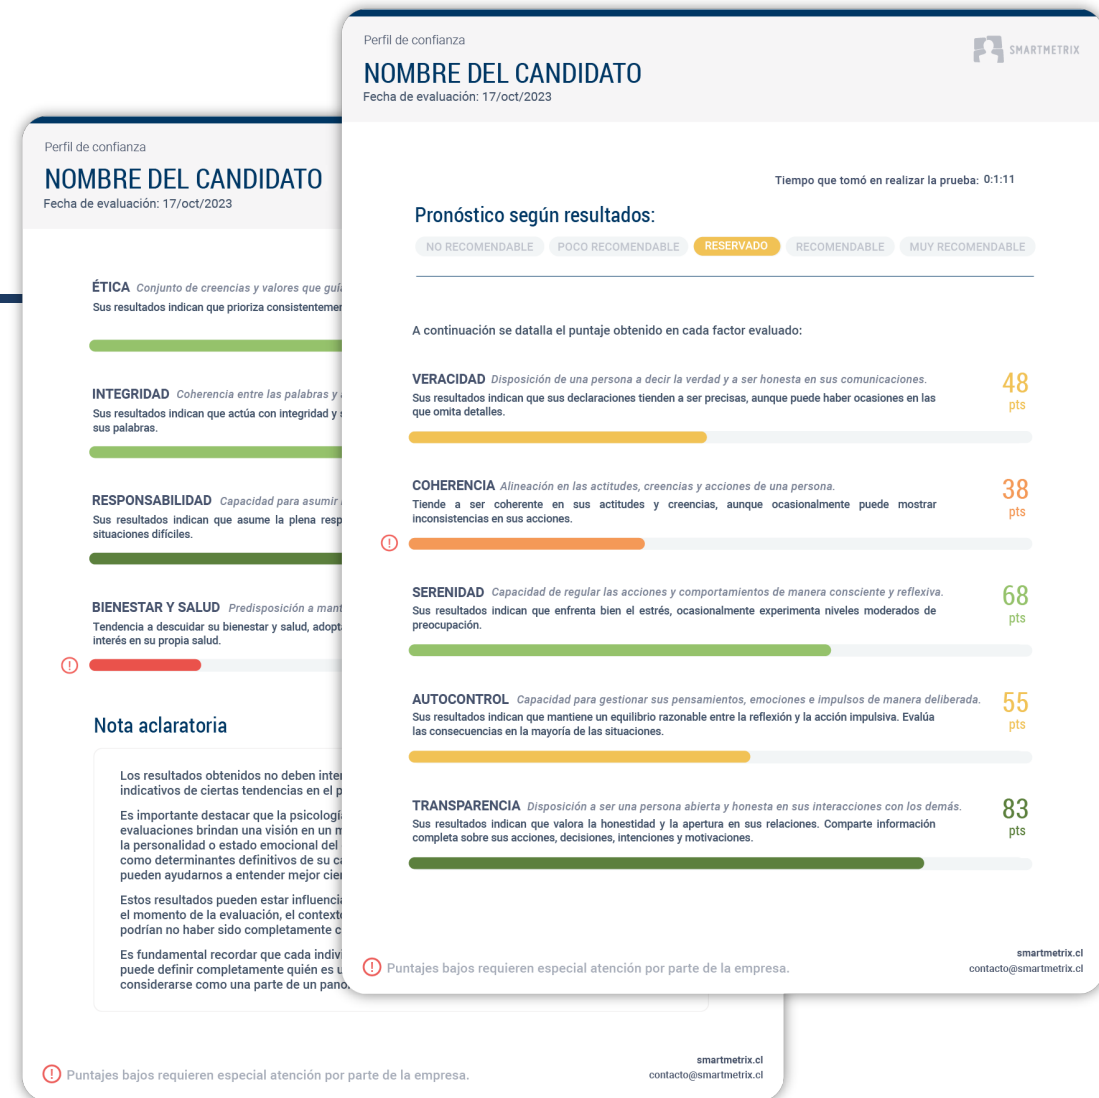 Perfil de confianza
NOMBRE DEL CANDIDATO
Fecha de evaluación: 17/oct/2023
SMARTMETRIX
Tiempo que tomó en realizar la prueba: 0:1:11
Pronóstico según resultados:
NO RECOMENDABLE POCO RECOMENDABLE RESERVADO RECOMENDABLE MUY RECOMENDABLE
A continuación se datalla el puntaje obtenido en cada factor evaluado:
VERACIDAD Disposición de una persona a decir la verdad y a ser honesta en sus comunicaciones.
Sus resultados indican que sus declaraciones tienden a ser precisas, aunque puede haber ocasiones en las
que omita detalles.
48
pts
COHERENCIA Alineación en las actitudes, creencias y acciones de una persona.
Tiende a ser coherente en sus actitudes y creencias, aunque ocasionalmente puede mostrar
inconsistencias en sus acciones.
38
pts
SERENIDAD Capacidad de regular las acciones y comportamientos de manera consciente y reflexiva.
Sus resultados indican que enfrenta bien el estrés, ocasionalmente experimenta niveles moderados de
preocupación.
68
pts
AUTOCONTROL Capacidad para gestionar sus pensamientos, emociones e impulsos de manera deliberada.
Sus resultados indican que mantiene un equilibrio razonable entre la reflexión y la acción impulsiva. Evalúa
las consecuencias en la mayoría de las situaciones.
55
pts
TRANSPARENCIA Disposición a ser una persona abierta y honesta en sus interacciones con los demás.
Sus resultados indican que valora la honestidad y la apertura en sus relaciones. Comparte información
completa sobre sus acciones, decisiones, intenciones y motivaciones.
83
pts
Puntajes bajos requieren especial atención por parte de la empresa.
smartmetrix.cl
contacto@smartmetrix.cl
Perfil de confianza
NOMBRE DEL CANDIDATO
Fecha de evaluación: 17/oct/2023
ÉTICA Conjunto de creencias y valores que
Sus resultados indican que prioriza
INTEGRIDAD Coherencia entre las palabras y
Sus resultados indican que actúa con integridad y
sus palabras.
RESPONSABILIDAD Capacidad para asumir
Sus resultados indican que asume la plena
situaciones difíciles.
BIENESTAR Y SALUD Predisposición a
Tendencia a descuidar su bienestar y salud,
interés en su propia salud.
Nota aclaratoria
Los resultados obtenidos no deben
indicativos de ciertas tendencias en el
Es importante destacar que la
evaluaciones brindan una visión en un
la personalidad o estado emocional del
como determinantes definitivos de su
pueden ayudarnos a entender mejor
Estos resultados pueden estar
el momento de la evaluación, el
podrían no haber sido completamente
Es fundamental recordar que cada
puede definir completamente quién es
considerarse como una parte de un
Puntajes bajos requieren especial atención por parte de la empresa.
smartmetrix.cl
contacto@smartmetrix.cl